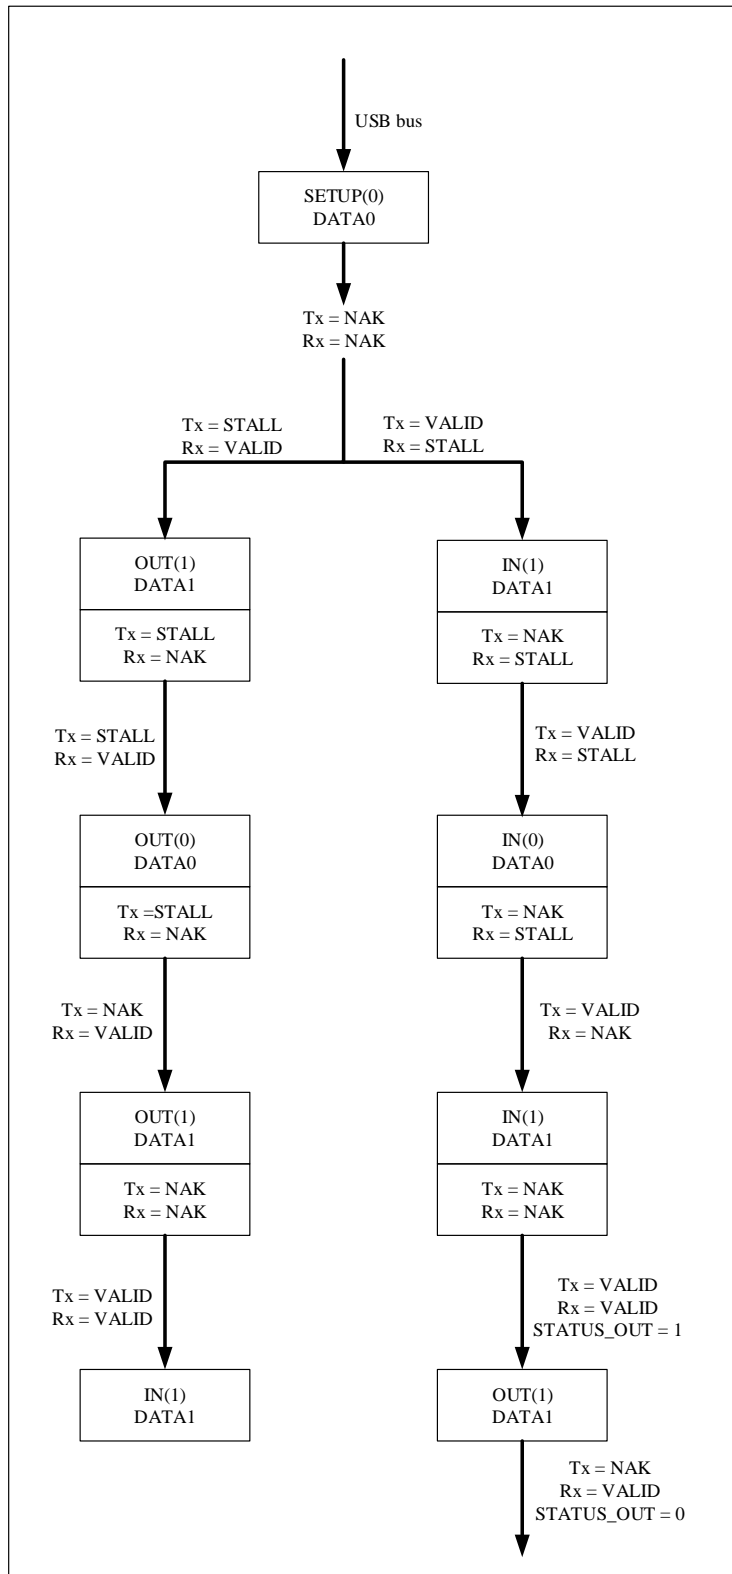 USB bus
SETUP(0)
DATA0
Tx = NAK
Rx = NAK
Tx = STALL
Rx = VALID
Tx = VALID
Rx = STALL
OUT(1)
DATA1
Tx = STALL
Rx = NAK
IN(1)
DATA1
Tx = NAK
Rx = STALL
Tx = STALL
Rx = VALID
Tx = VALID
Rx = STALL
OUT(0)
DATA0
Tx =STALL
Rx = NAK
IN(0)
DATA0
Tx = NAK
Rx = STALL
Tx = NAK
Rx = VALID
Tx = VALID
Rx = NAK
OUT(1)
DATA1
Tx = NAK
Rx = NAK
IN(1)
DATA1
Tx = NAK
Rx = NAK
Tx = VALID
Rx = VALID
Tx = VALID
Rx = VALID
STATUS_OUT = 1
IN(1)
DATA1
OUT(1)
DATA1
Tx = NAK
Rx = VALID
STATUS_OUT = 0